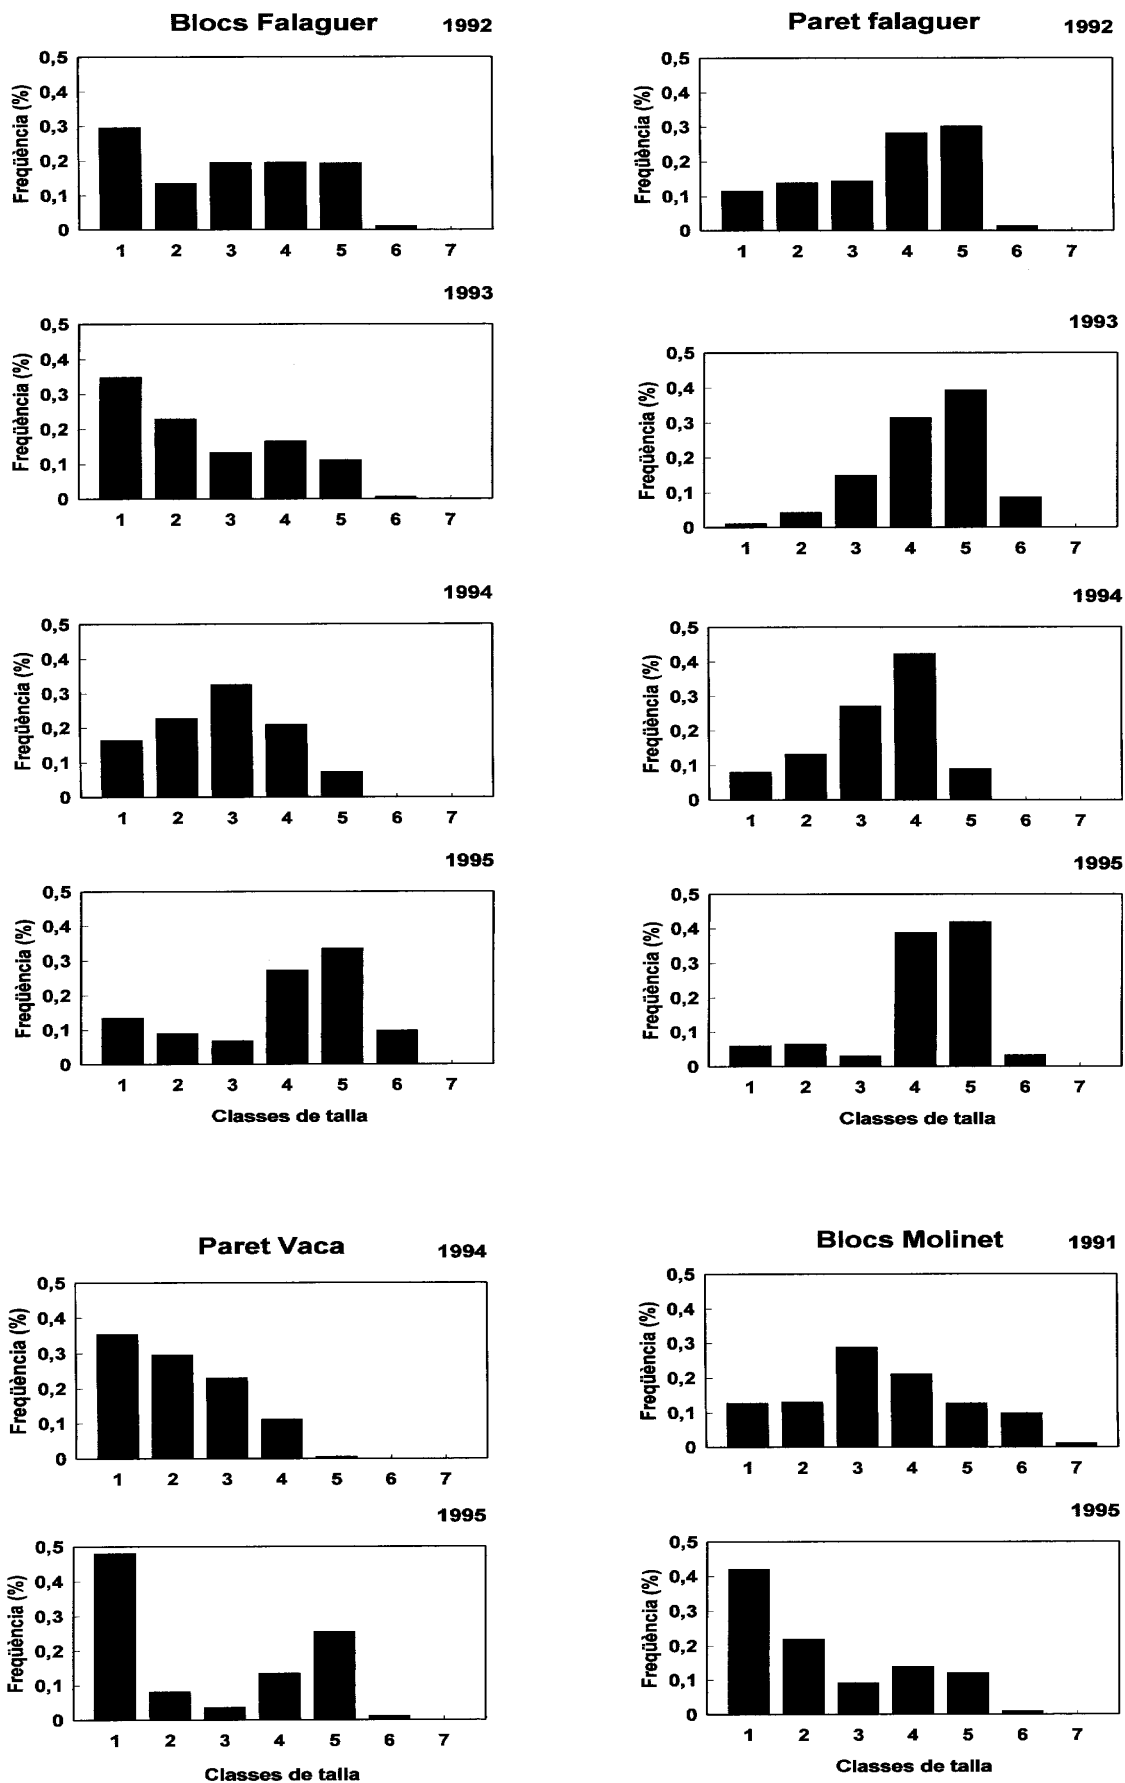 Blocs Falaguer 1992
Freqüència (%)
0,5
0,4
0,3
0,2
0,1
0
1 2 3 4 5 6 7
1993
Freqüència (%)
0,5
0,4
0,3
0,2
0,1
0
1 2 3 4 5 6 7
1994
Freqüència (%)
0,5
0,4
0,3
0,2
0,1
0
1 2 3 4 5 6 7
1995
Freqüència (%)
0,5
0,4
0,3
0,2
0,1
0
1 2 3 4 5 6 7
Classes de talla
Paret falaguer 1992
Freqüència (%)
0,5
0,4
0,3
0,2
0,1
0
1 2 3 4 5 6 7
1993
Freqüència (%)
0,5
0,4
0,3
0,2
0,1
0
1 2 3 4 5 6 7
1994
Freqüència (%)
0,5
0,4
0,3
0,2
0,1
0
1 2 3 4 5 6 7
1995
Freqüència (%)
0,5
0,4
0,3
0,2
0,1
0
1 2 3 4 5 6 7
Classes de talla
Paret Vaca 1994
Freqüència (%)
0,5
0,4
0,3
0,2
0,1
0
1 2 3 4 5 6 7
1995
Freqüència (%)
0,5
0,4
0,3
0,2
0,1
0
1 2 3 4 5 6 7
Classes de talla
Blocs Molinet 1991
Freqüència (%)
0,5
0,4
0,3
0,2
0,1
0
1 2 3 4 5 6 7
1995
Freqüència (%)
0,5
0,4
0,3
0,2
0,1
0
1 2 3 4 5 6 7
Classes de talla